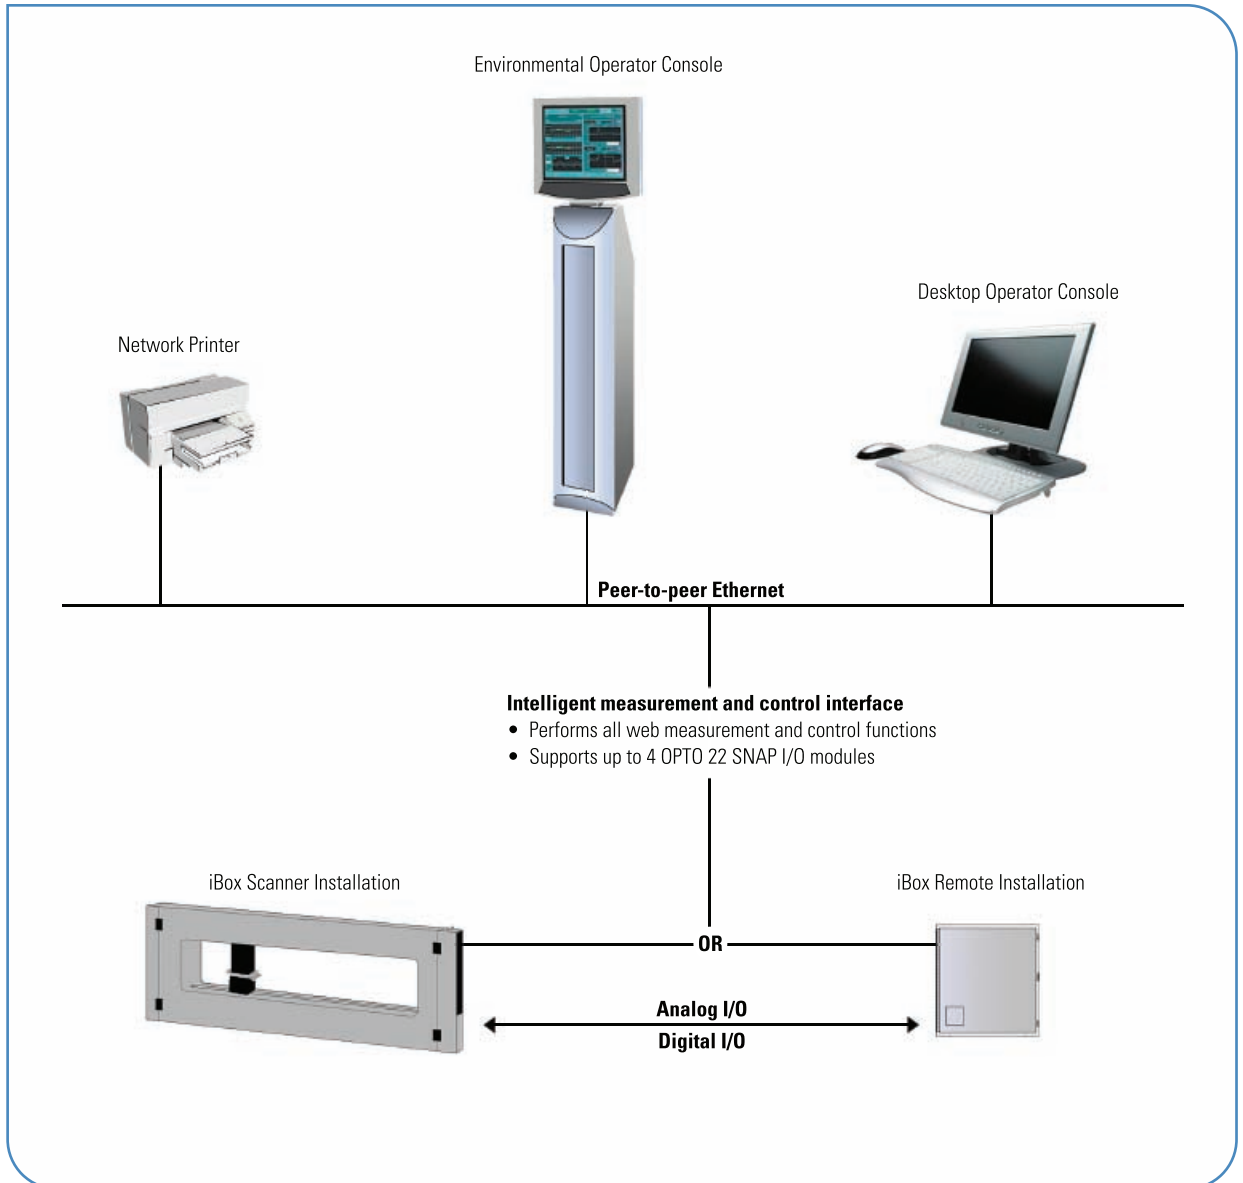 Environmental Operator Console
Desktop Operator Console
Network Printer
Peer-to-peer Ethernet
Intelligent measurement and control interface
• Performs all web measurement and control functions
• Supports up to 4 OPTO 22 SNAP I/O modules
iBox Scanner Installation
iBox Remote Installation
OR
Analog I/O
Digital I/O